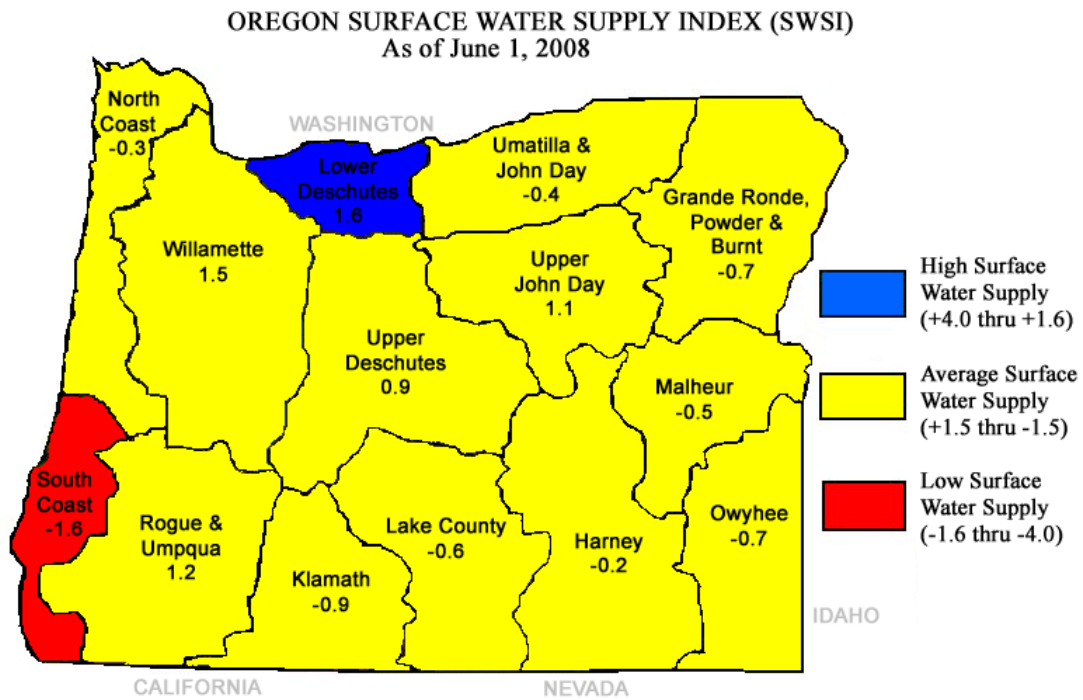 OREGON SURFACE WATER SUPPLY INDEX (SWSI)
As of June 1, 2008
WASHINGTON
North
Coast
-0.3
Lower
Deschutes
1.6
Umatilla &
John Day
-0.4
Grande Ronde,
Powder &
Burnt
-0.7
Willamette
1.5
Upper
John Day
1.1
Upper
Deschutes
0.9
Malheur
-0.5
South
Coast
-1.6
Rogue &
Umpqua
1.2
Klamath
-0.9
Lake County
-0.6
Harney
-0.2
Owyhee
-0.7
High Surface
Water Supply
(+4.0 thru +1.6)
Average Surface
Water Supply
(+1.5 thru -1.5)
Low Surface
Water Supply
(-1.6 thru -4.0)
IDAHO
CALIFORNIA
NEVADA